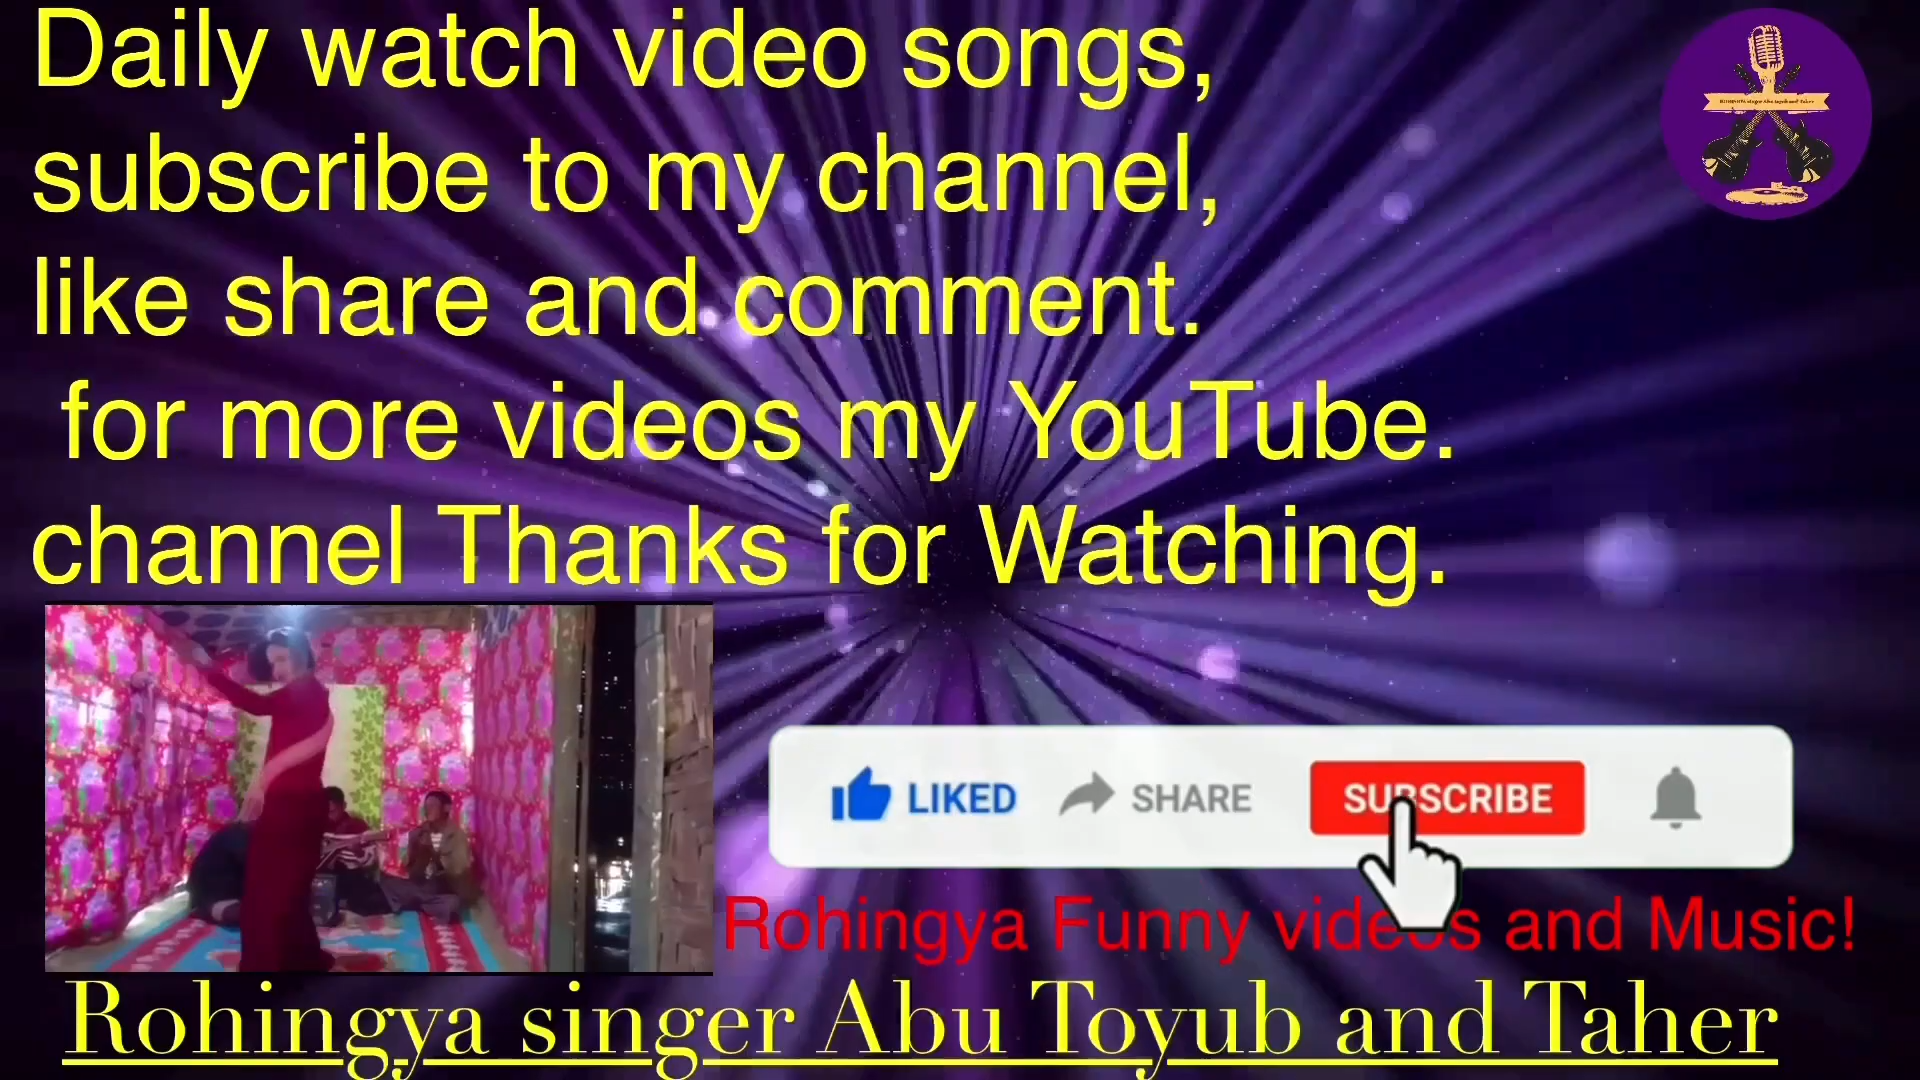 Daily watch video songs,
subscribe to my channel,
like share and comment.
for more videos my YouTube.
channel Thanks for Watching.
LIKED
SHARE
SUBSCRIBE
Rohingya Funny videos and Music!
Rohingya singer Abu Toyub and Taher